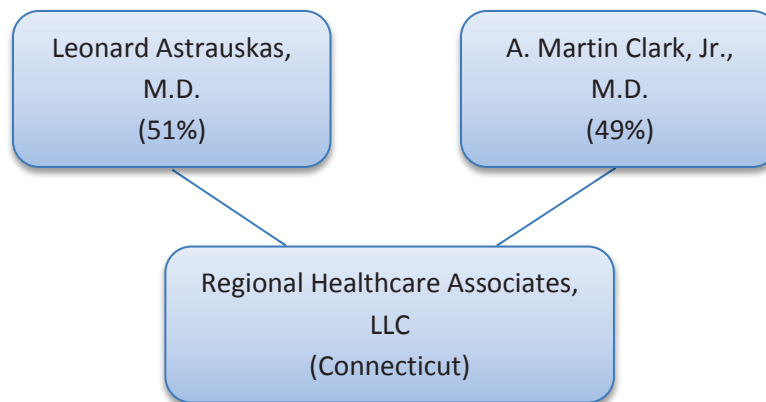 Leonard Astrauskas,
M.D.
(51%)
A. Martin Clark, Jr.,
M.D.
(49%)
Regional Healthcare Associates,
LLC
(Connecticut)